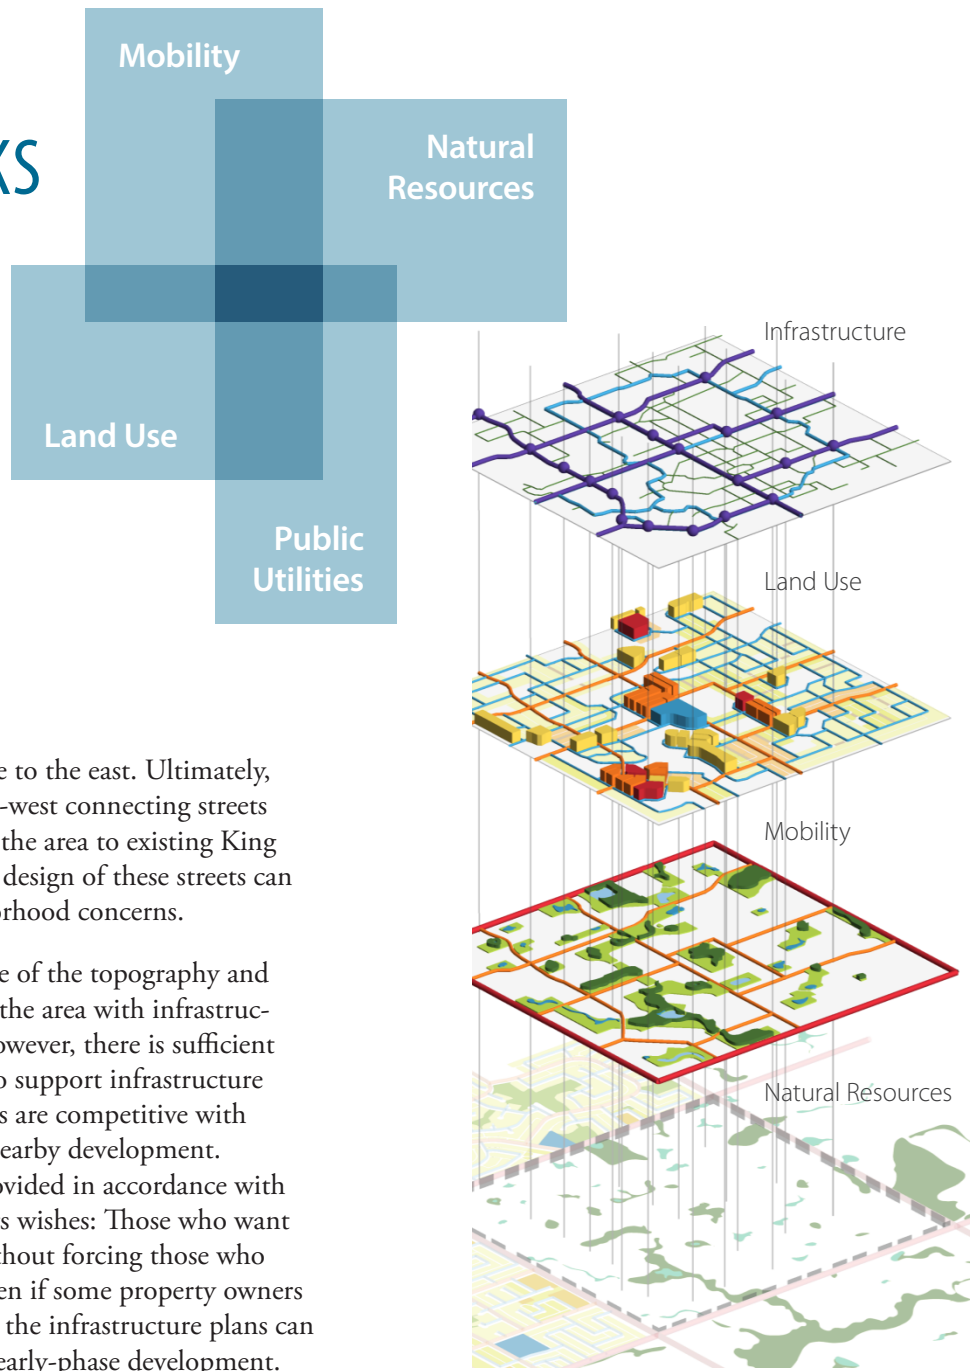 Mobility
KS
Natural
Resources
Land Use
Public
Utilities
Infrastructure
Land Use
Mobility
Natural Resources
e to the east. Ultimately,
-west connecting streets
the area to existing King
design of these streets can
orhood concerns.
e of the topography and
the area with infrastruc-
owever, there is sufficient
o support infrastructure
s are competitive with
earby development.
ovided in accordance with
s wishes: Those who want
thout forcing those who
en if some property owners
the infrastructure plans can
early-phase development.